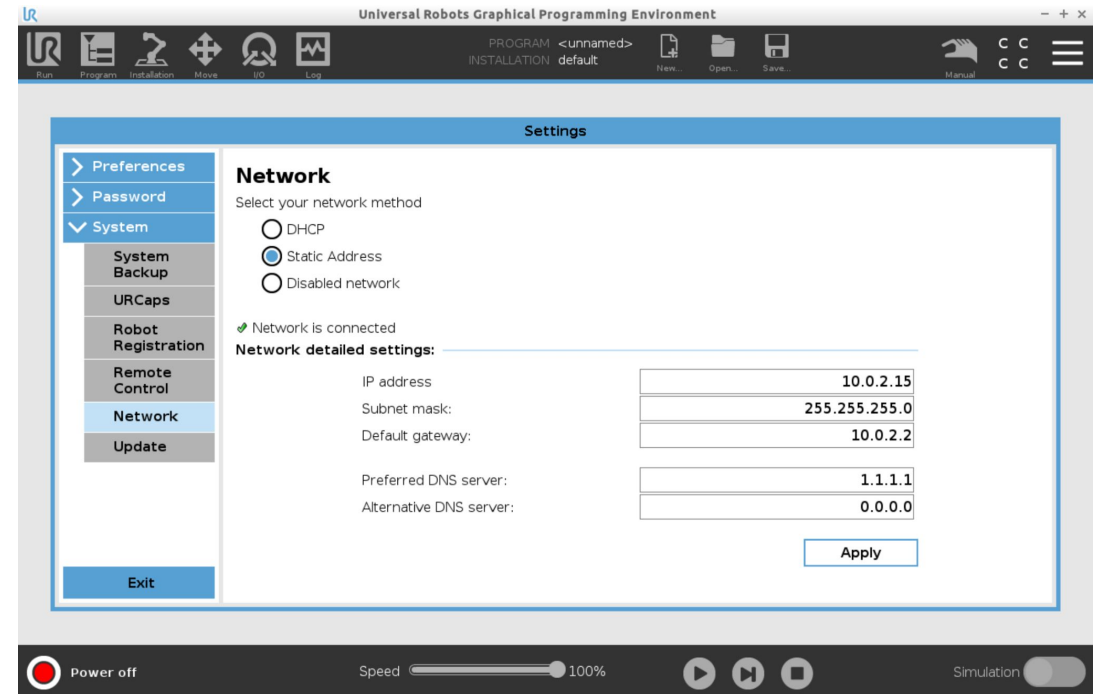 UR
Universal Robots Graphical Programming Environment
UR
Run
Program
Installation
Move
I/O
Log
PROGRAM <unnamed>
INSTALLATION default
New...
Open...
Save...
Manual
C C
C C
Settings
Preferences
Password
System
System
Backup
URCaps
Robot
Registration
Remote
Control
Network
Update
Exit
Network
Select your network method
DHCP
Static Address
Disabled network
Network is connected
Network detailed settings:
IP address 10.0.2.15
Subnet mask: 255.255.255.0
Default gateway: 10.0.2.2
Preferred DNS server: 1.1.1.1
Alternative DNS server: 0.0.0.0
Apply
Power off
Speed 100%
Simulation